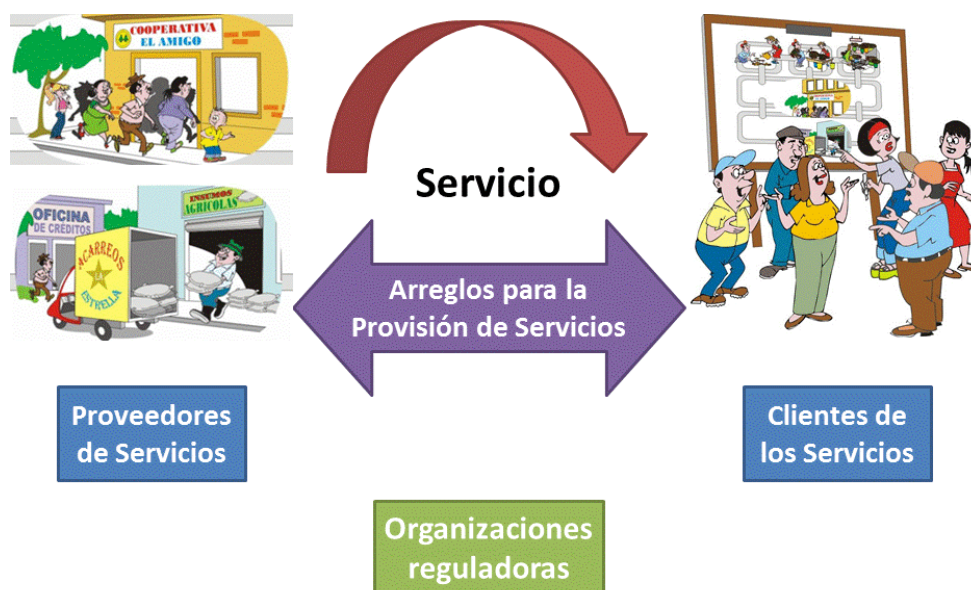 COOPERATIVA
EL AMIGO
OFICINA
DE CRÉDITOS
INSUMOS
AGRICOLAS
ACARREOS
ESTRELLA
Servicio
Arreglos para la
Provisión de Servicios
Proveedores
de Servicios
Clientes de
los Servicios
Organizaciones
reguladoras